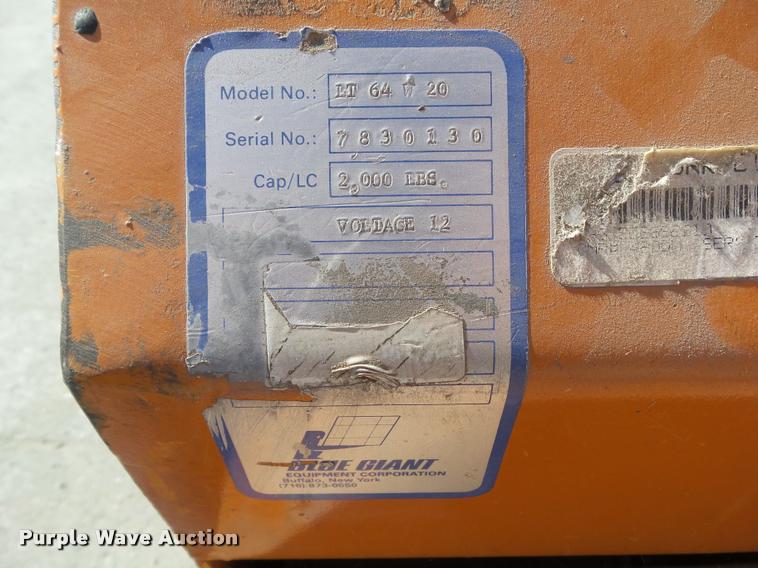 Model No.: LT 64 W 20
Serial No.: 7830130
Cap/LC 2,000 LBS.
VOLTAGE 12
BLUE GIANT
EQUIPMENT CORPORATION
Buffalo, New York
Purple Wave Auction